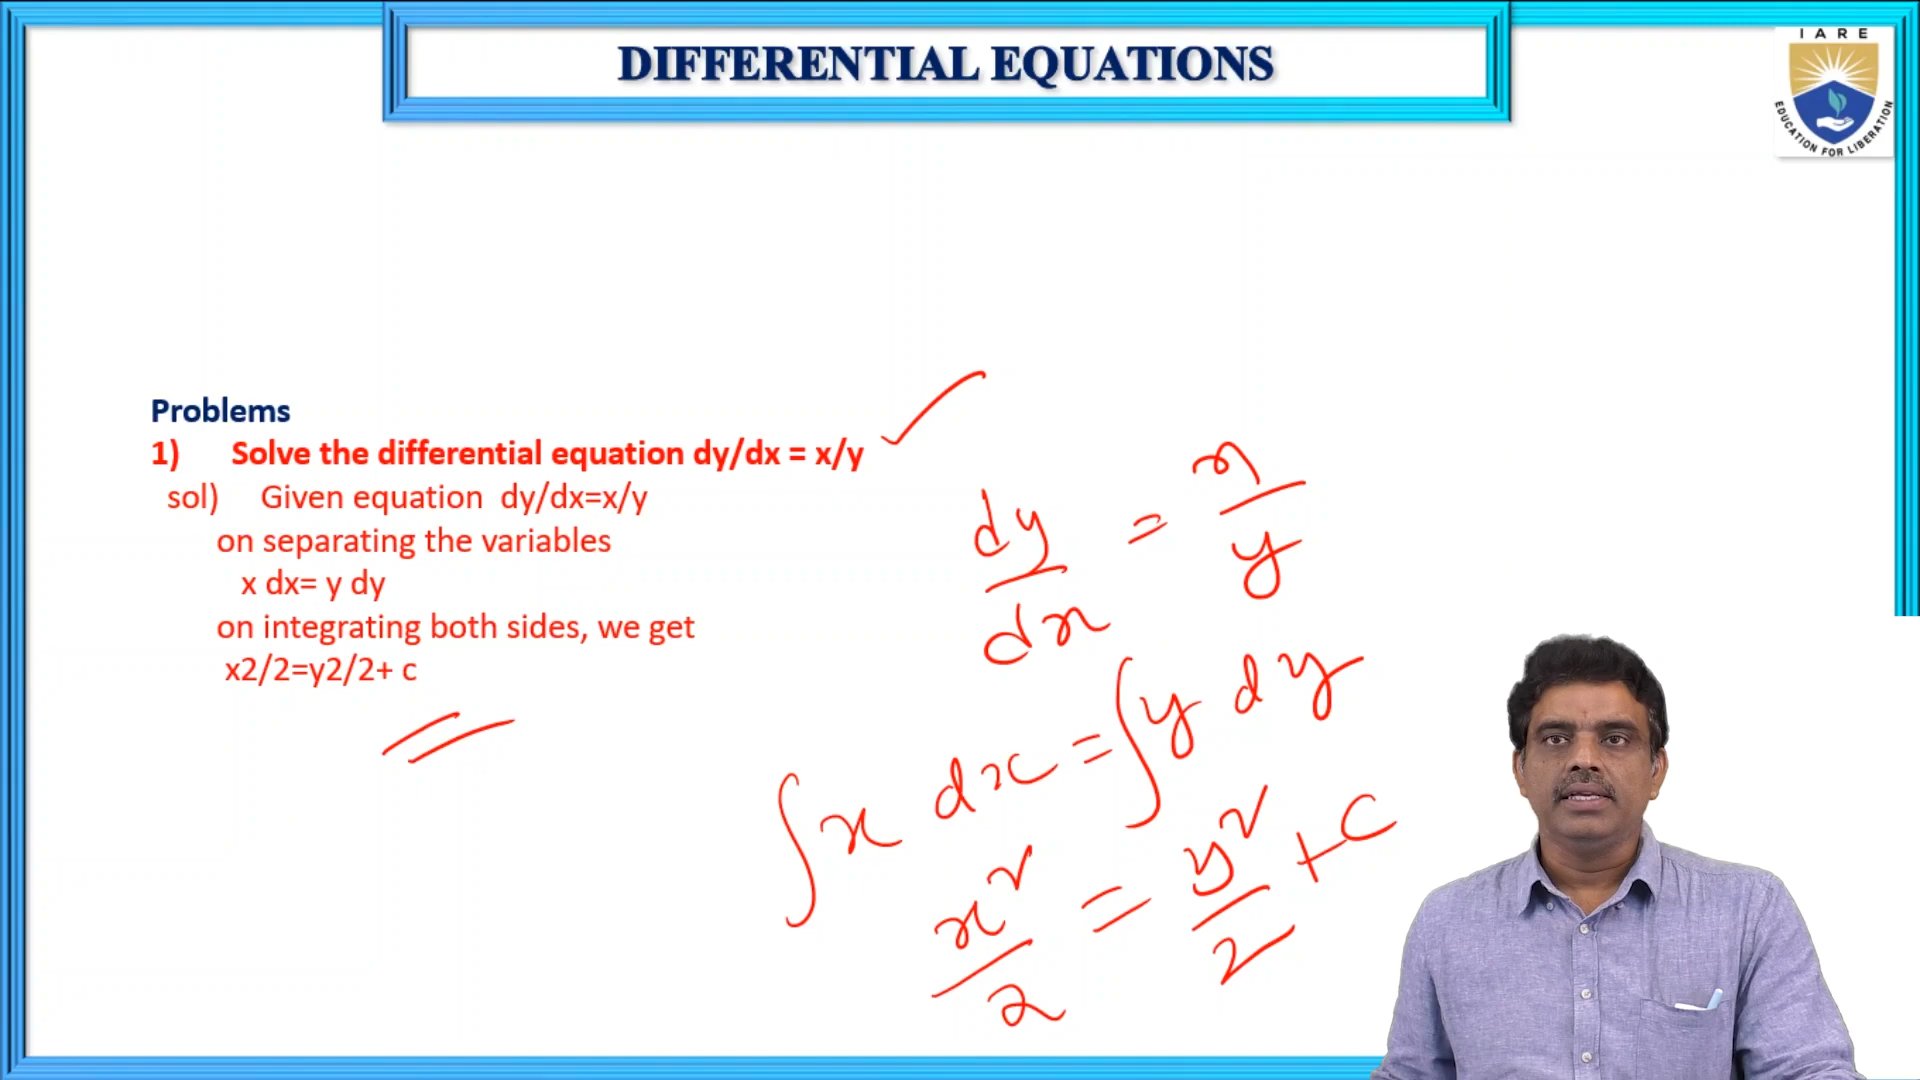 DIFFERENTIAL EQUATIONS
I A R E
EDUCATION FOR LIBERATION
Problems
1) Solve the differential equation dy/dx = x/y
sol) Given equation dy/dx=x/y
on separating the variables
x dx= y dy
on integrating both sides, we get
x2/2=y2/2+ c
dy/dx = x/y
∫x dx = ∫y dy
x²/2 = y²/2 + c